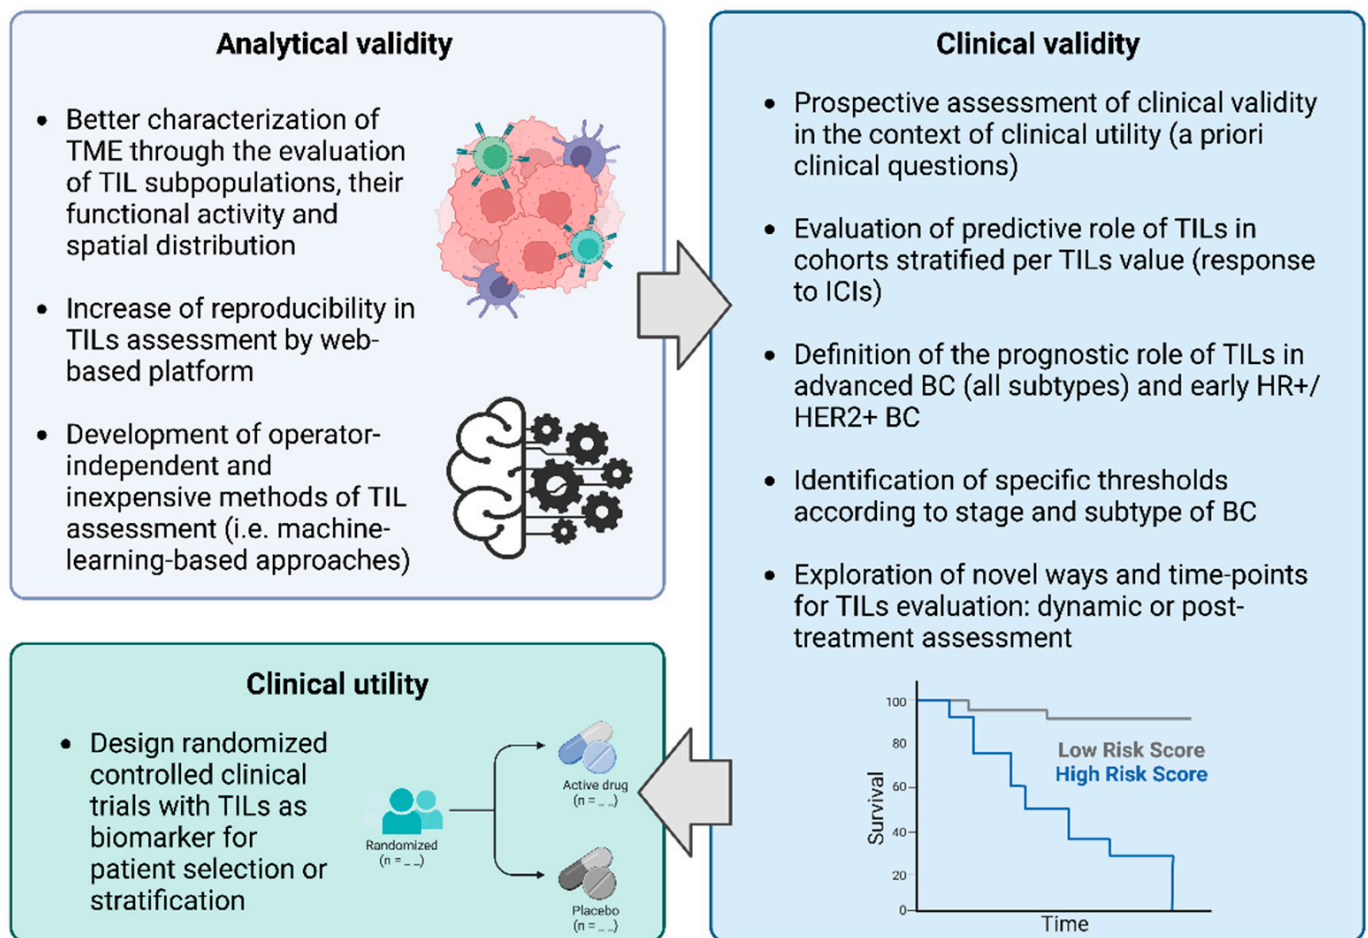 Analytical validity
• Better characterization of
TME through the evaluation
of TIL subpopulations, their
functional activity and
spatial distribution
• Increase of reproducibility in
TILs assessment by web-
based platform
• Development of operator-
independent and
inexpensive methods of TIL
assessment (i.e. machine-
learning-based approaches)
Clinical validity
• Prospective assessment of clinical validity
in the context of clinical utility (a priori
clinical questions)
• Evaluation of predictive role of TILs in
cohorts stratified per TILs value (response
to ICIs)
• Definition of the prognostic role of TILs in
advanced BC (all subtypes) and early HR+/
HER2+ BC
• Identification of specific thresholds
according to stage and subtype of BC
• Exploration of novel ways and time-points
for TILs evaluation: dynamic or post-
treatment assessment
Survival
100
80
60
40
20
0
Low Risk Score
High Risk Score
Time
Clinical utility
• Design randomized
controlled clinical
trials with TILs as
biomarker for
patient selection or
stratification
Randomized
(n = _ _)
Active drug
(n = _ _)
Placebo
(n = _ _)